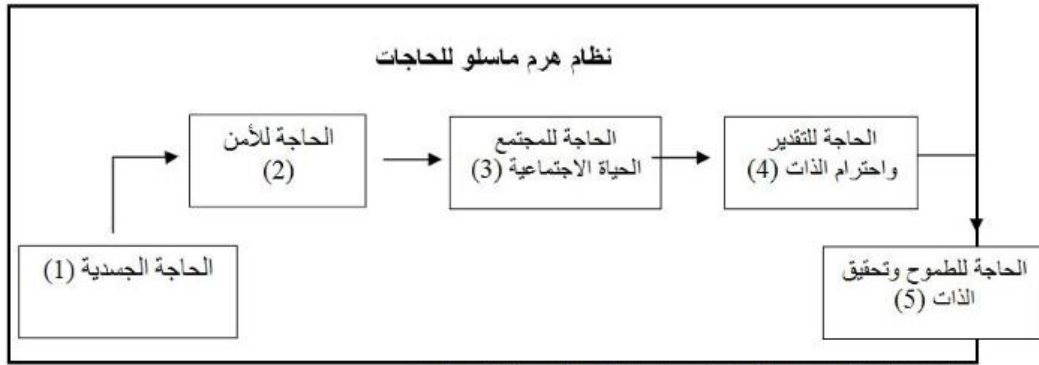 نظام هرم ماسلو للحاجات
الحاجة الجسدية (1)
الحاجة للأمن
(2)
الحاجة للمجتمع
الحياة الاجتماعية (3)
الحاجة للتقدير
واحترام الذات (4)
الحاجة للطموح وتحقيق
الذات (5)